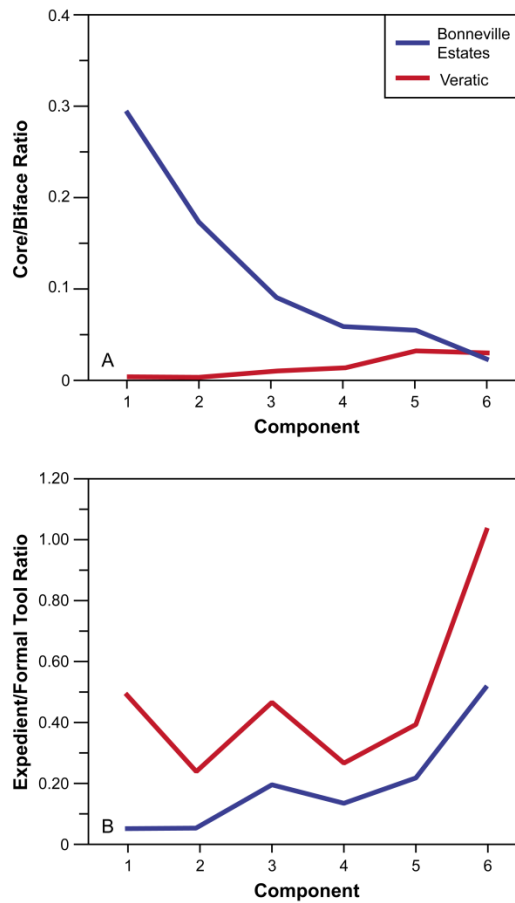 0.4
0.3
0.2
0.1
0
Core/Biface Ratio
Bonneville
Estates
Veratic
A
1 2 3 4 5 6
Component
1.20
1.00
0.80
0.60
0.40
0.20
0
Expedient/Formal Tool Ratio
B
1 2 3 4 5 6
Component